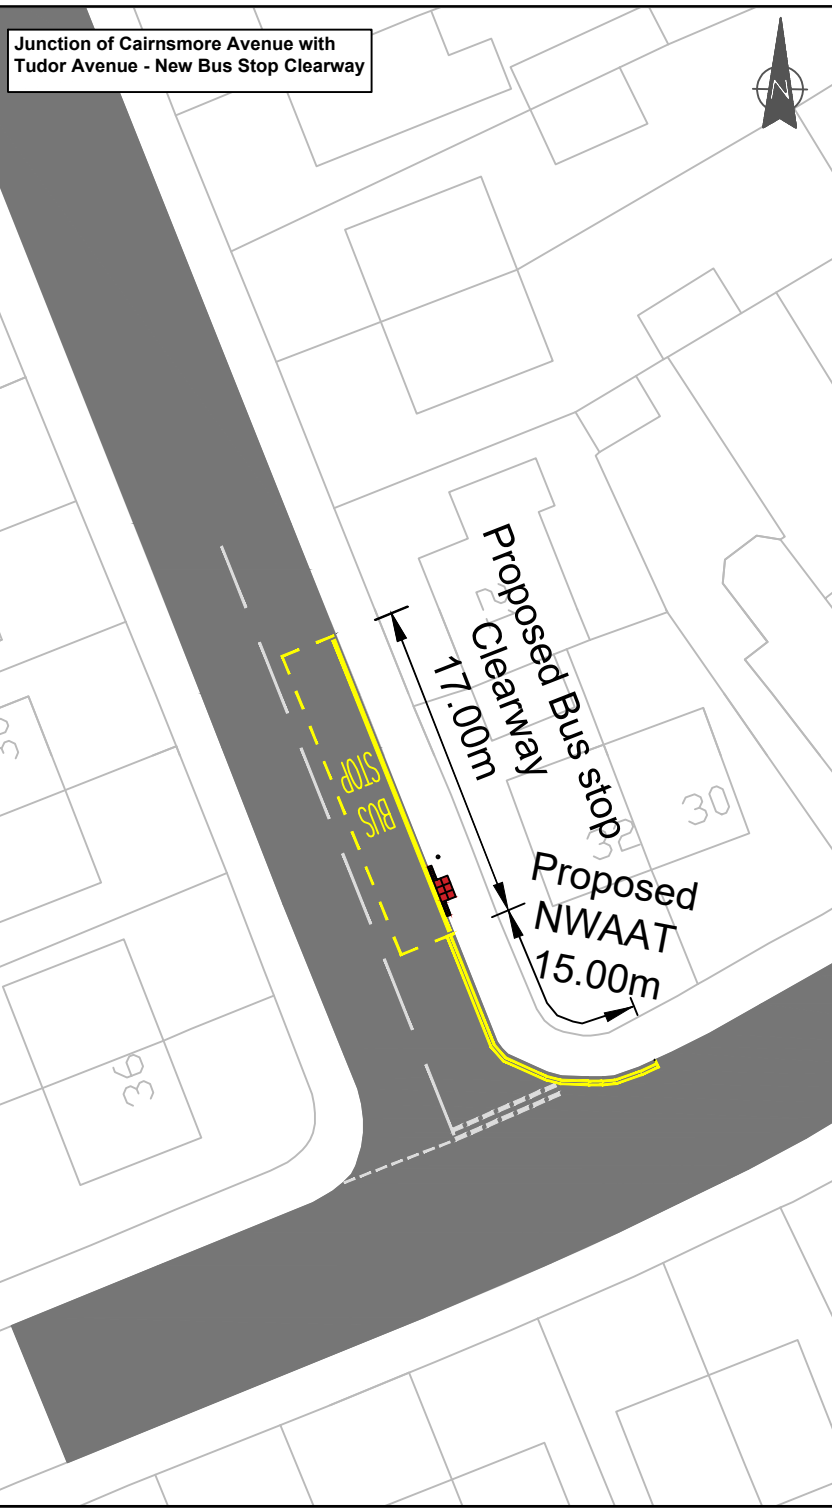 Junction of Cairnsmore Avenue with
Tudor Avenue - New Bus Stop Clearway
N
Proposed Bus stop
Clearway
17.00m
STOP
BUS
30
32
Proposed
NWAAT
15.00m
36